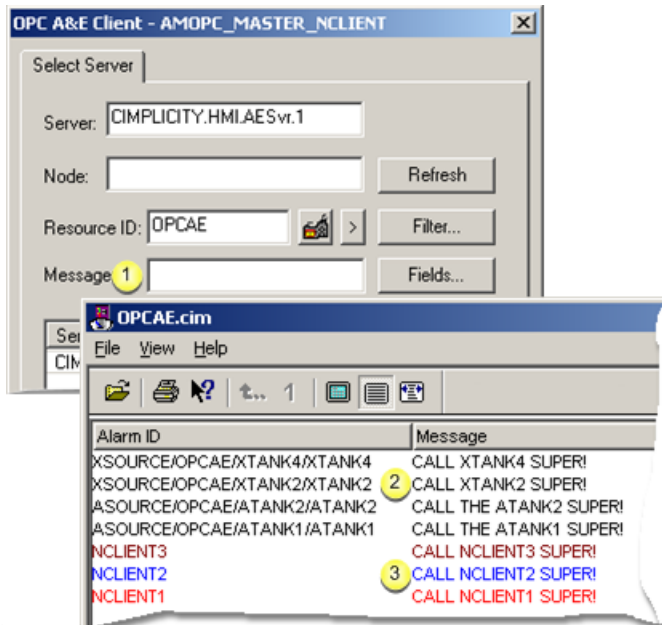 OPC A&E Client - AMOPC_MASTER_NCLIENT
Select Server
Server: CIMPLICITY.HMI.AESvr.1
Node: Refresh
Resource ID: OPCAE > Filter...
Message 1 Fields...
Ser
CIM
OPCAE.cim
File View Help
1
Alarm ID Message
XSOURCE/OPCAE/XTANK4/XTANK4 CALL XTANK4 SUPER!
XSOURCE/OPCAE/XTANK2/XTANK2 2 CALL XTANK2 SUPER!
ASOURCE/OPCAE/ATANK2/ATANK2 CALL THE ATANK2 SUPER!
ASOURCE/OPCAE/ATANK1/ATANK1 CALL THE ATANK1 SUPER!
NCLIENT3 CALL NCLIENT3 SUPER!
NCLIENT2 3 CALL NCLIENT2 SUPER!
NCLIENT1 CALL NCLIENT1 SUPER!